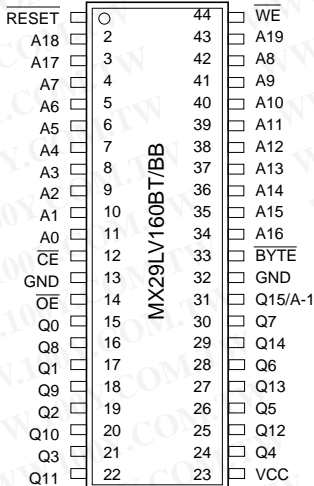 RESET 44 WE
A18 2 43 A19
A17 3 42 A8
A7 4 41 A9
A6 5 40 A10
A5 6 39 A11
A4 7 38 A12
A3 8 37 A13
A2 9 36 A14
A1 10 35 A15
A0 11 34 A16
CE 12 33 BYTE
GND 13 32 GND
OE 14 31 Q15/A-1
Q0 15 30 Q7
Q8 16 29 Q14
Q1 17 28 Q6
Q9 18 27 Q13
Q2 19 26 Q5
Q10 20 25 Q12
Q3 21 24 Q4
Q11 22 23 VCC
MX29LV160BT/BB